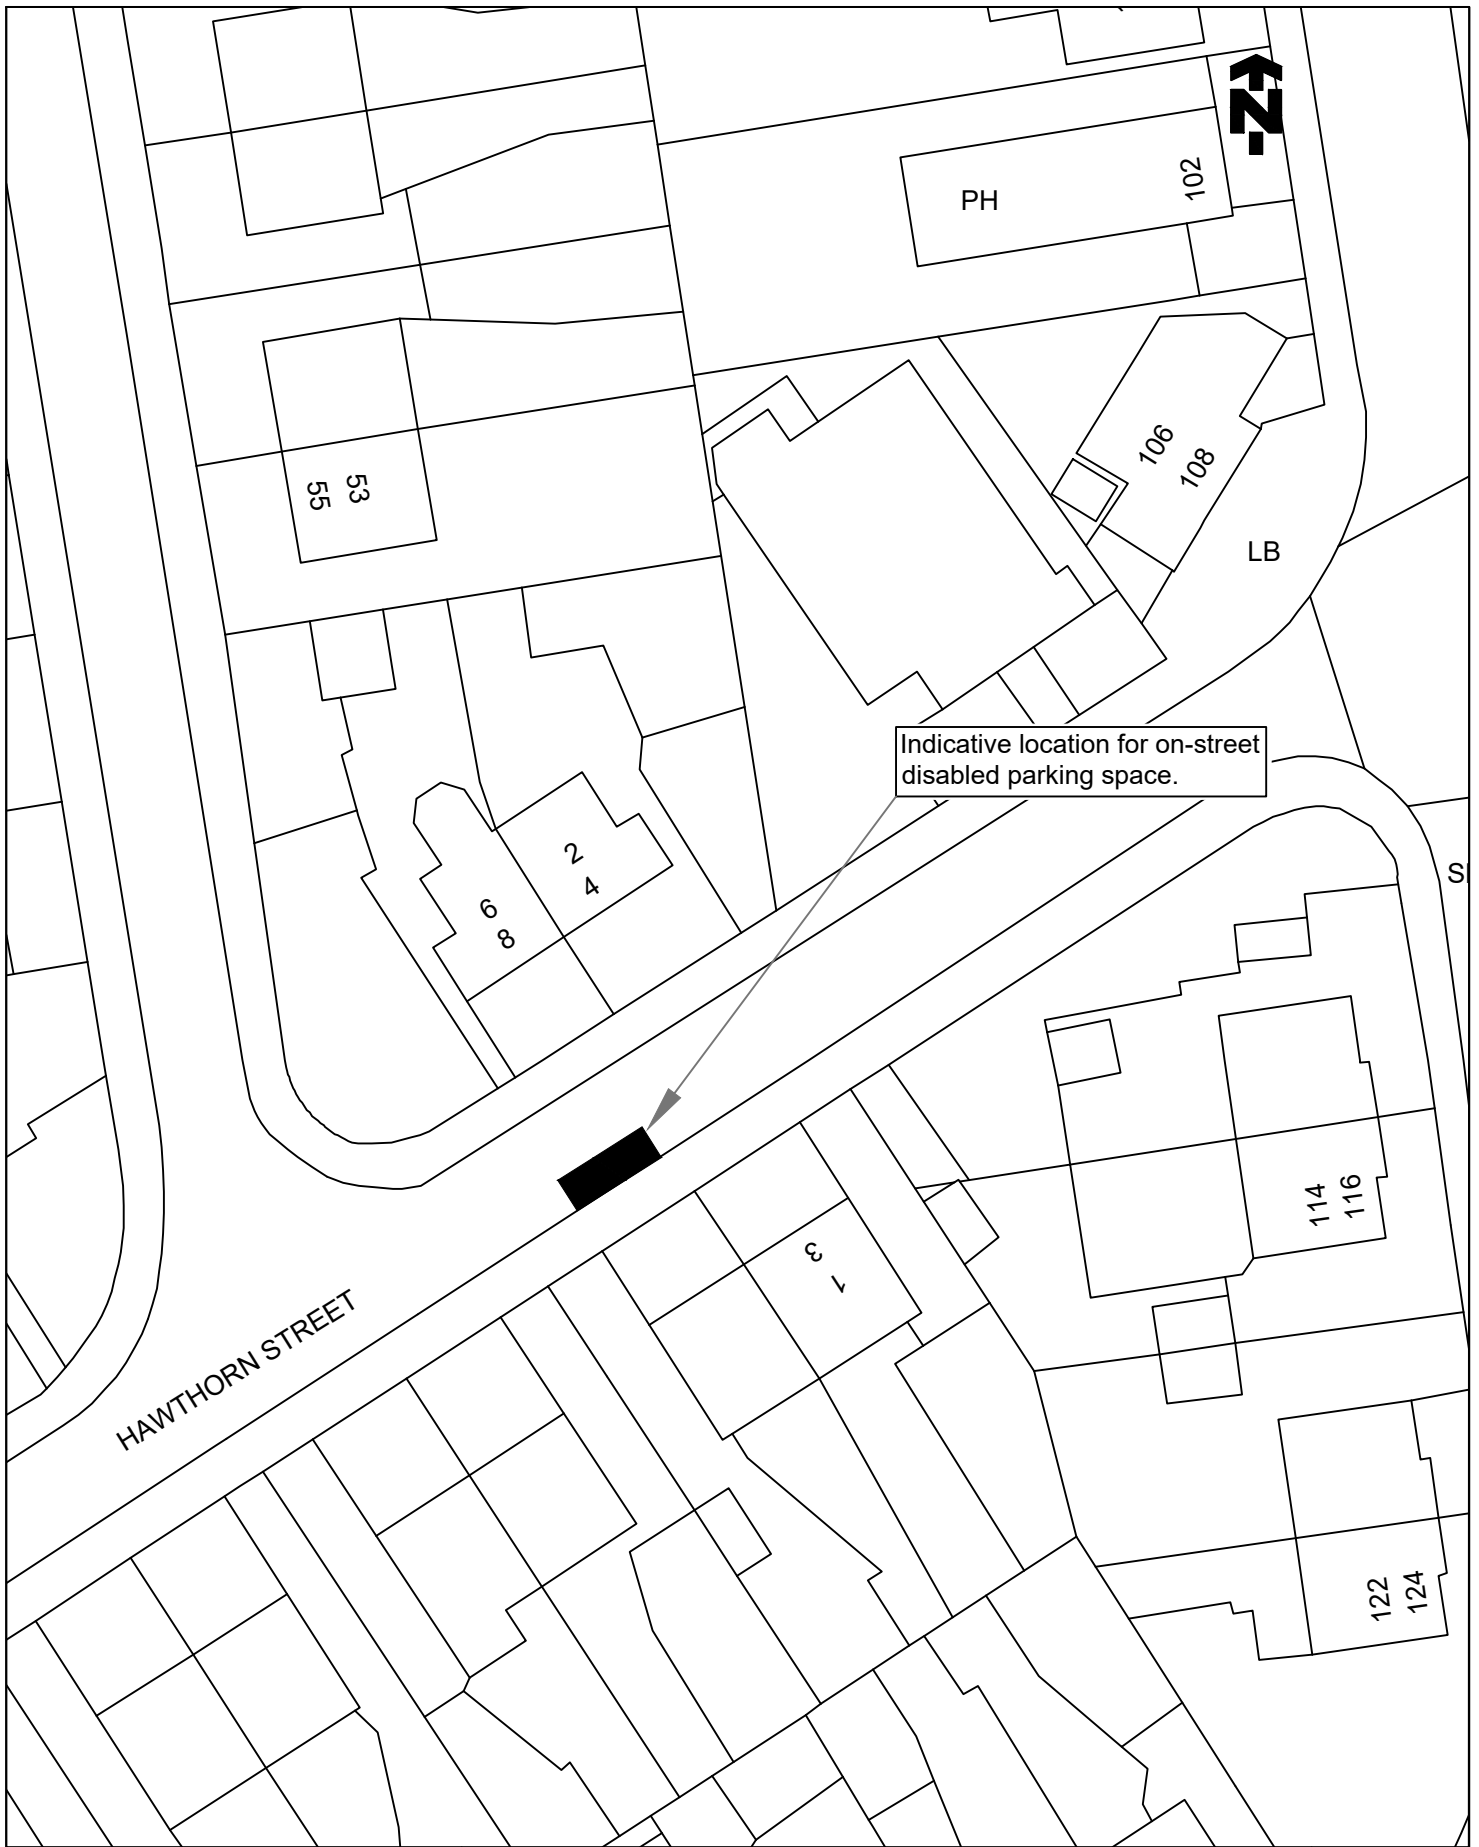 N
102
PH
106
108
53
55
LB
Indicative location for on-street
disabled parking space.
2
4
6
8
114
116
3
1
HAWTHORN STREET
122
124